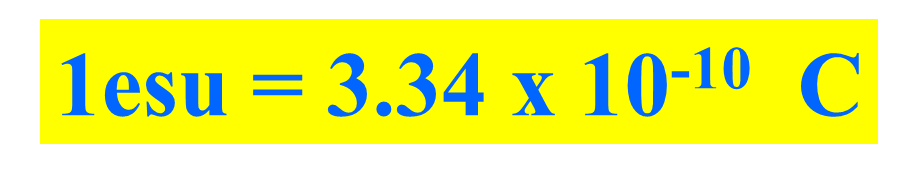 1esu = 3.34 x 10⁻¹⁰ C